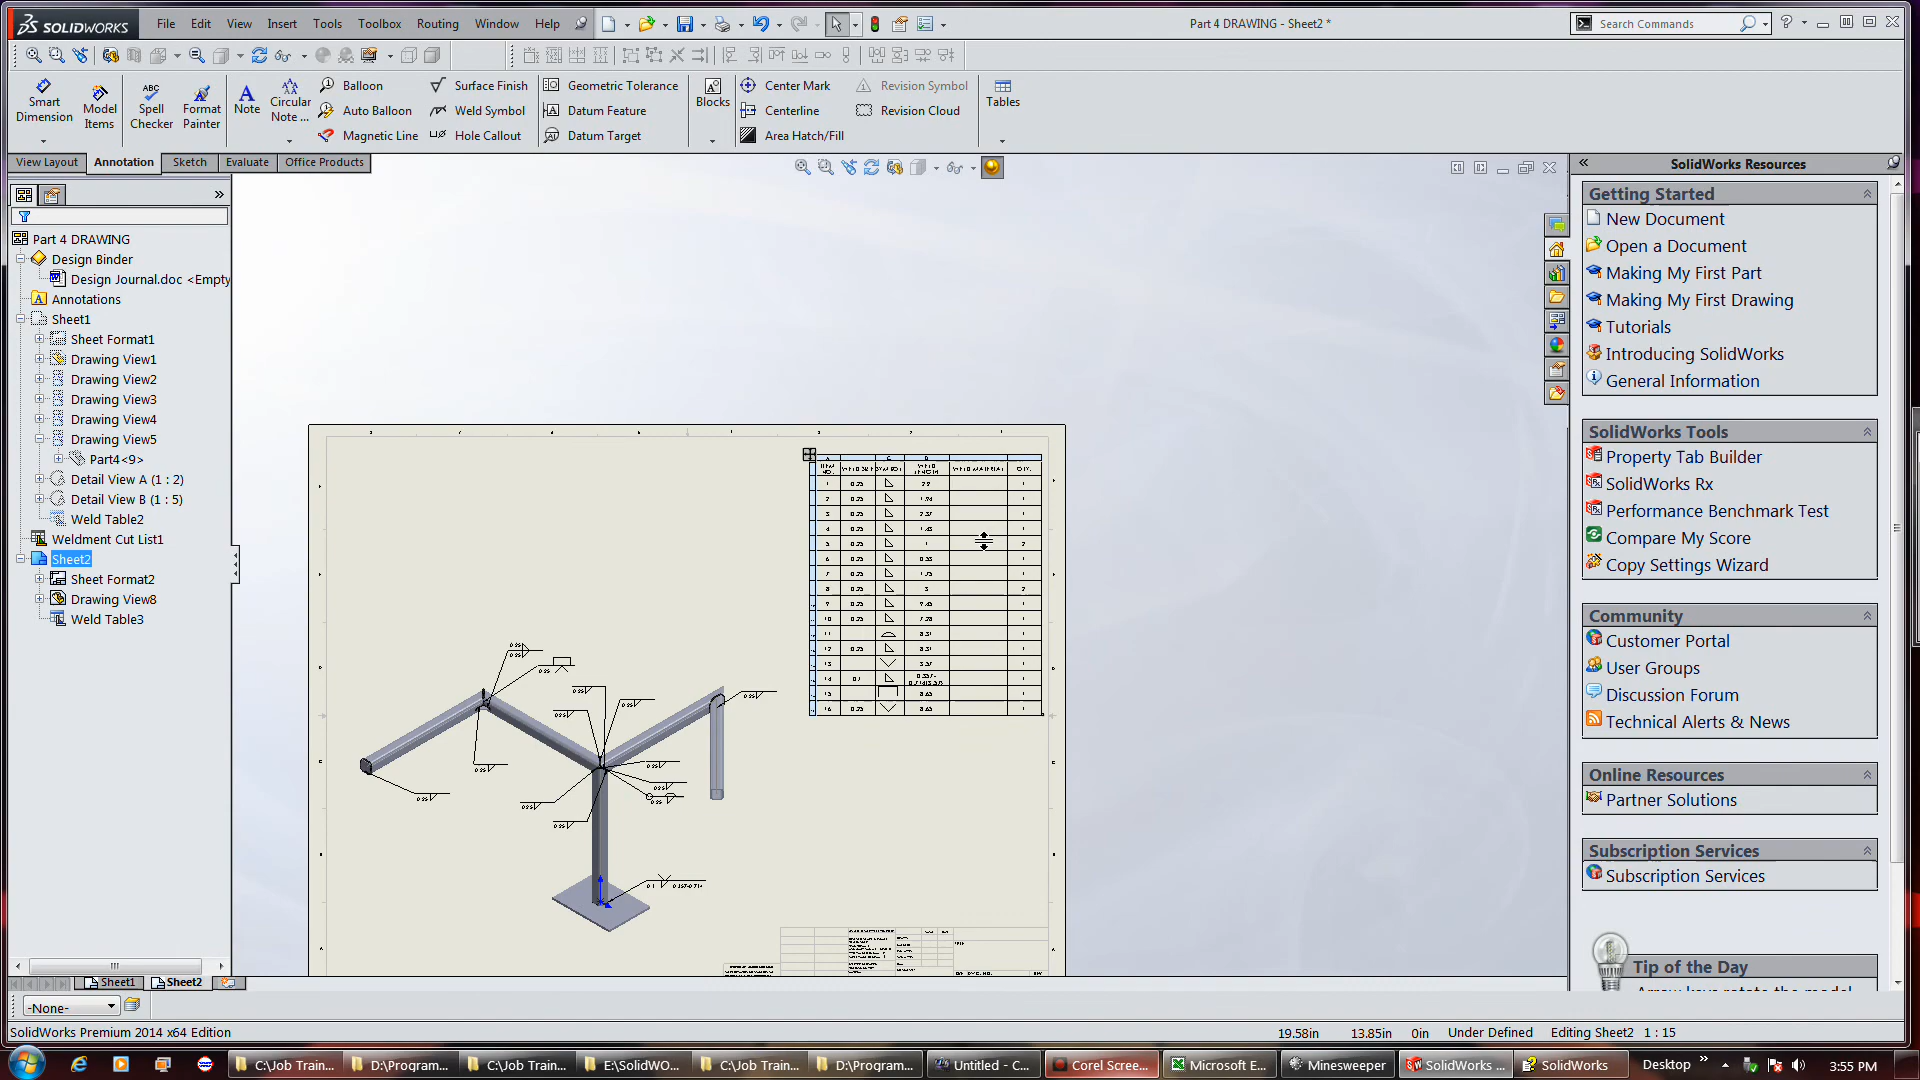 SOLIDWORKS File Edit View Insert Tools Toolbox Routing Window Help Part 4 DRAWING - Sheet2 * Search Commands
Smart Dimension
Model Items
Spell Checker
Format Painter
Note
Circular Note ...
Balloon
Auto Balloon
Magnetic Line
Surface Finish
Weld Symbol
Hole Callout
Geometric Tolerance
Datum Feature
Datum Target
Blocks
Center Mark
Centerline
Area Hatch/Fill
Revision Symbol
Revision Cloud
Tables
View Layout Annotation Sketch Evaluate Office Products
Part 4 DRAWING
Design Binder
Design Journal.doc <Empty
Annotations
Sheet1
Sheet Format1
Drawing View1
Drawing View2
Drawing View3
Drawing View4
Drawing View5
Part4<9>
Detail View A (1 : 2)
Detail View B (1 : 5)
Weld Table2
Weldment Cut List1
Sheet2
Sheet Format2
Drawing View8
Weld Table3
ITEM NO. SYMBOL WELD LENGTH WELD MATERIAL QTY.
SolidWorks Resources
Getting Started
New Document
Open a Document
Making My First Part
Making My First Drawing
Tutorials
Introducing SolidWorks
General Information
SolidWorks Tools
Property Tab Builder
SolidWorks Rx
Performance Benchmark Test
Compare My Score
Copy Settings Wizard
Community
Customer Portal
User Groups
Discussion Forum
Technical Alerts & News
Online Resources
Partner Solutions
Subscription Services
Subscription Services
Tip of the Day
Sheet1 Sheet2
-None-
SolidWorks Premium 2014 x64 Edition 19.58in 13.85in 0in Under Defined Editing Sheet2 1 : 15
C:\Job Train... D:\Program... C:\Job Train... E:\SolidWO... C:\Job Train... D:\Program... Untitled - C... Corel Scree... Microsoft E... Minesweeper SolidWorks ... SolidWorks Desktop 3:55 PM